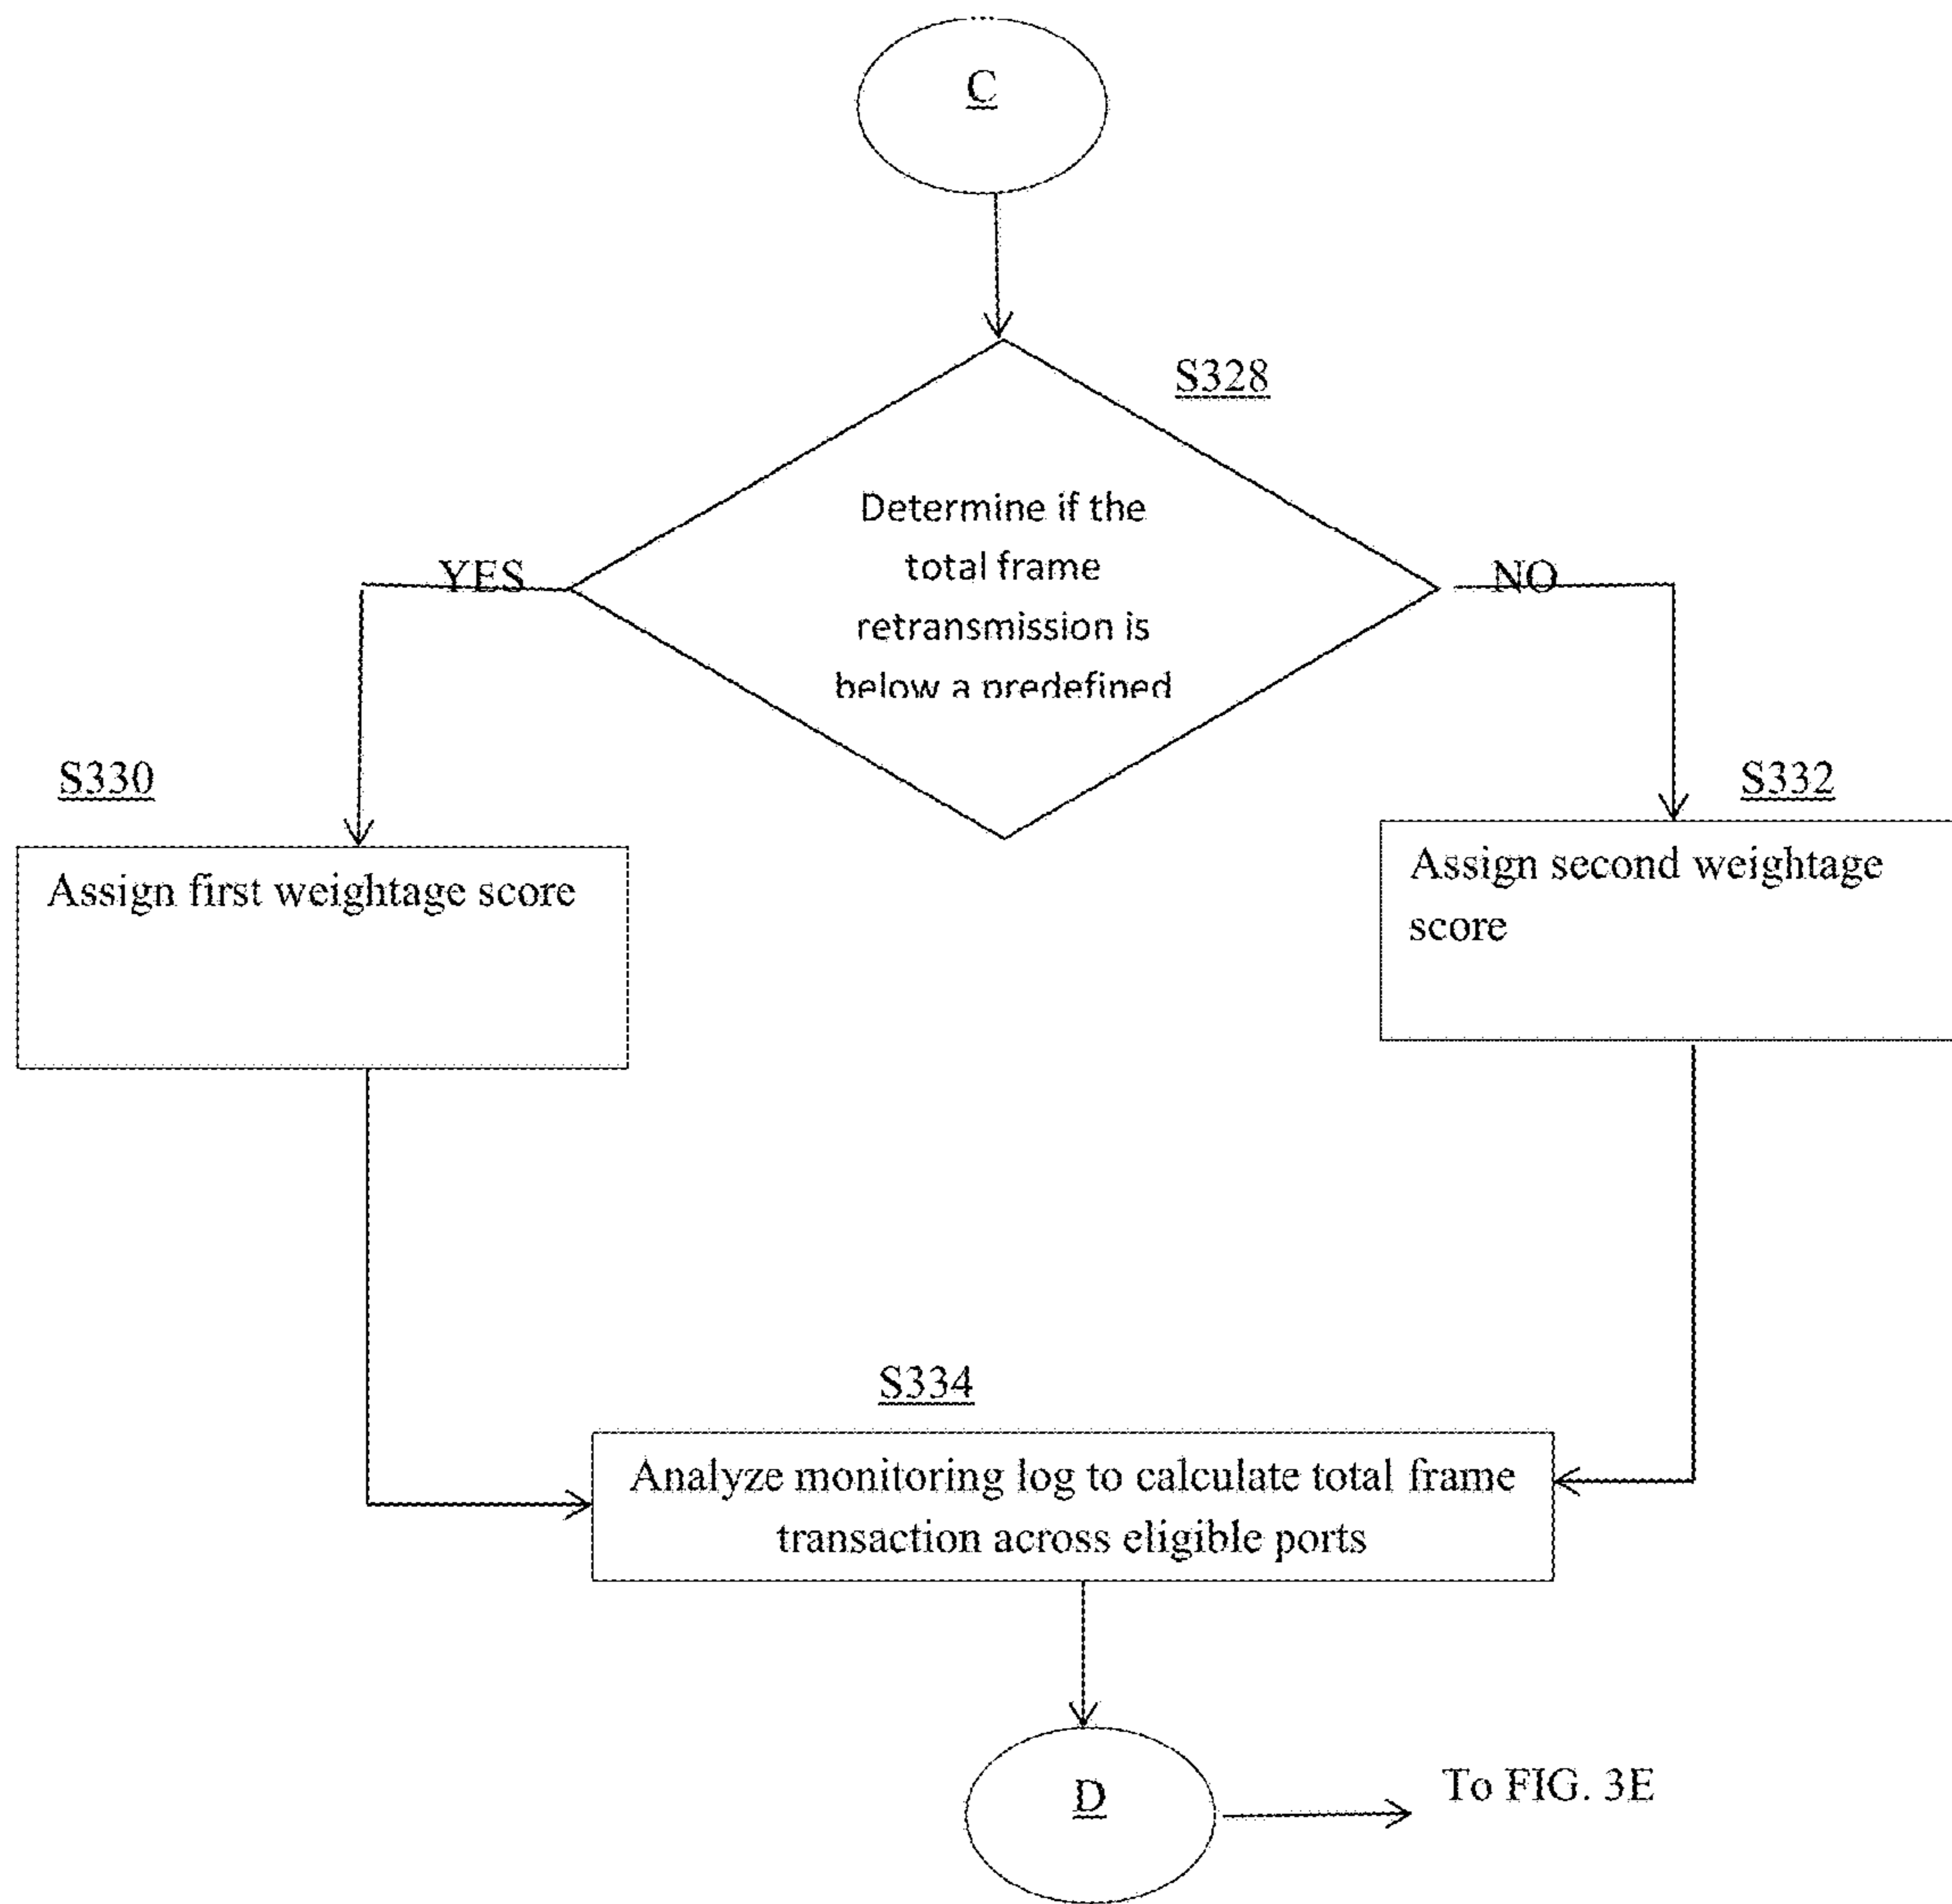 C
S328
Determine if the
total frame
retransmission is
below a predefined
YES
NO
S330
S332
Assign first weightage score
Assign second weightage
score
S334
Analyze monitoring log to calculate total frame
transaction across eligible ports
D
To FIG. 3E